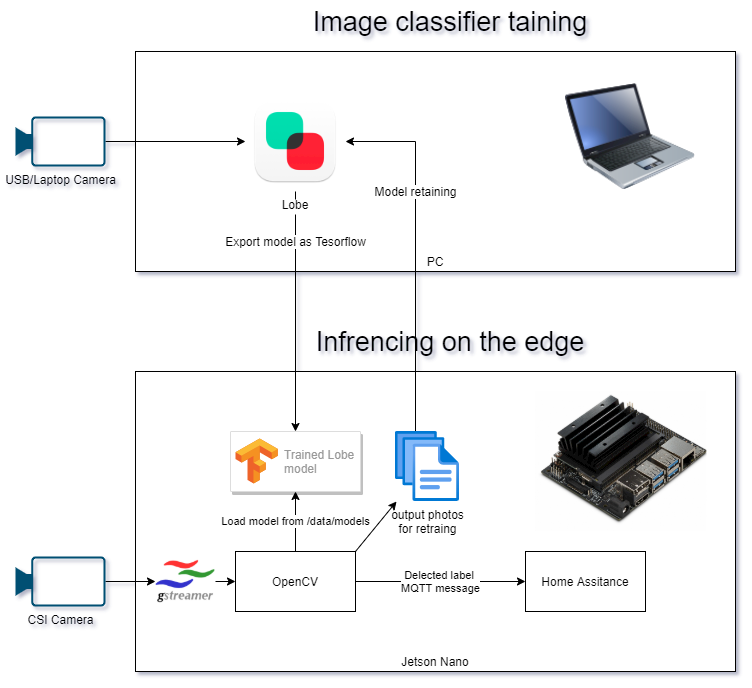 Image classifier taining
USB/Laptop Camera
Lobe
Model retaining
Export model as Tesorflow
PC
Infrencing on the edge
Trained Lobe
model
output photos
for retraing
Load model from /data/models
CSI Camera
gstreamer
OpenCV
Delected label
MQTT message
Home Assitance
Jetson Nano